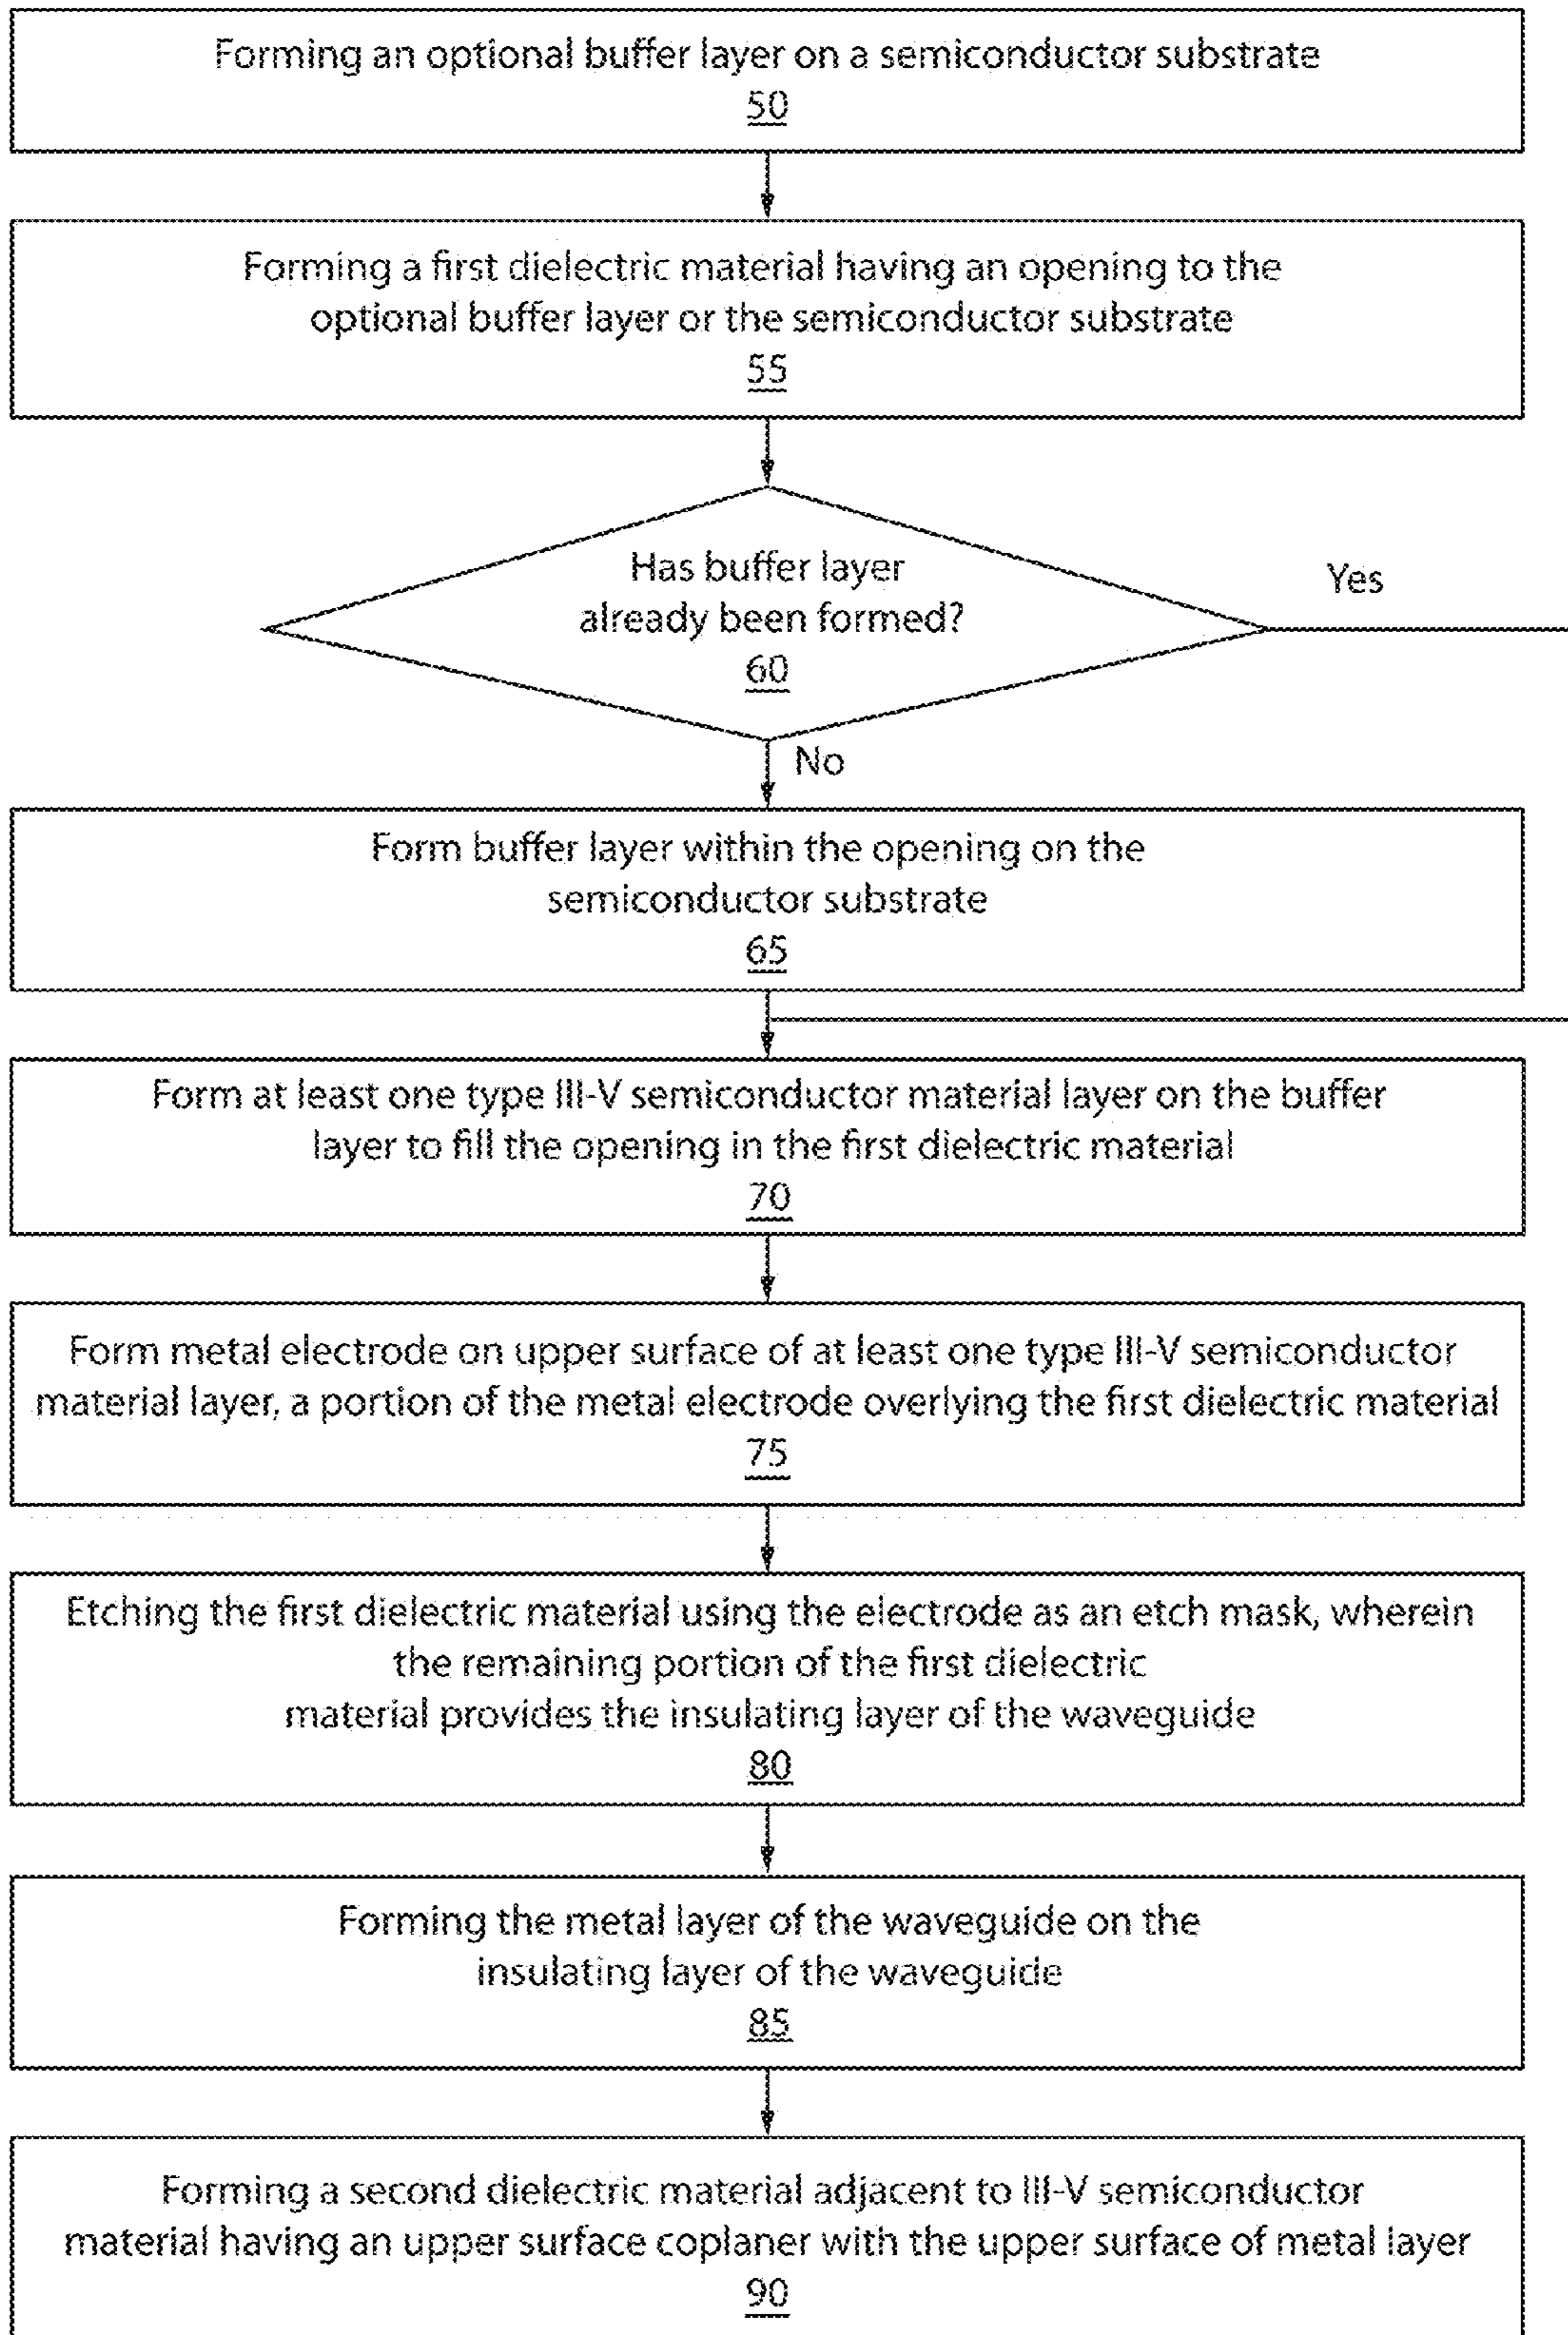 Forming an optional buffer layer on a semiconductor substrate
50
Forming a first dielectric material having an opening to the
optional buffer layer or the semiconductor substrate
55
Has buffer layer
already been formed?
60
Yes
No
Form buffer layer within the opening on the
semiconductor substrate
65
Form at least one type III-V semiconductor material layer on the buffer
layer to fill the opening in the first dielectric material
70
Form metal electrode on upper surface of at least one type III-V semiconductor
material layer, a portion of the metal electrode overlying the first dielectric material
75
Etching the first dielectric material using the electrode as an etch mask, wherein
the remaining portion of the first dielectric
material provides the insulating layer of the waveguide
80
Forming the metal layer of the waveguide on the
insulating layer of the waveguide
85
Forming a second dielectric material adjacent to III-V semiconductor
material having an upper surface coplaner with the upper surface of metal layer
90